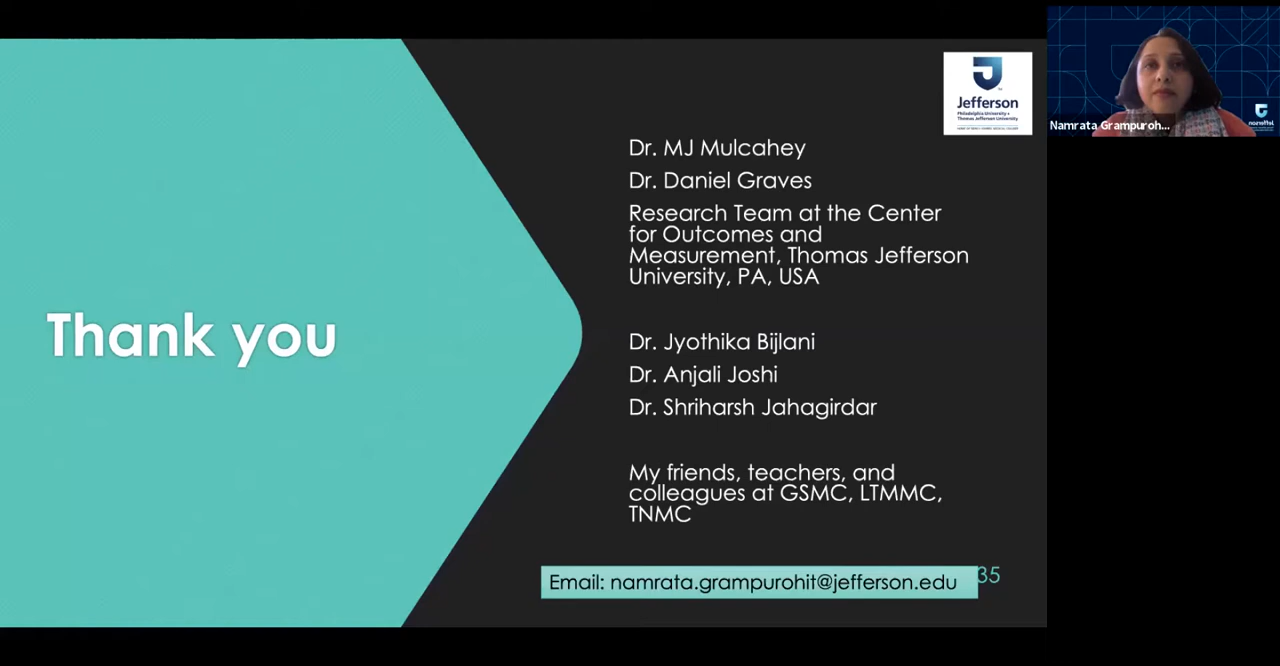 Thank you
Jefferson
Philadelphia University +
Thomas Jefferson University
Dr. MJ Mulcahey
Dr. Daniel Graves
Research Team at the Center
for Outcomes and
Measurement, Thomas Jefferson
University, PA, USA
Dr. Jyothika Bijlani
Dr. Anjali Joshi
Dr. Shriharsh Jahagirdar
My friends, teachers, and
colleagues at GSMC, LTMMC,
TNMC
Email: namrata.grampurohit@jefferson.edu
35
Namrata Grampuroh...